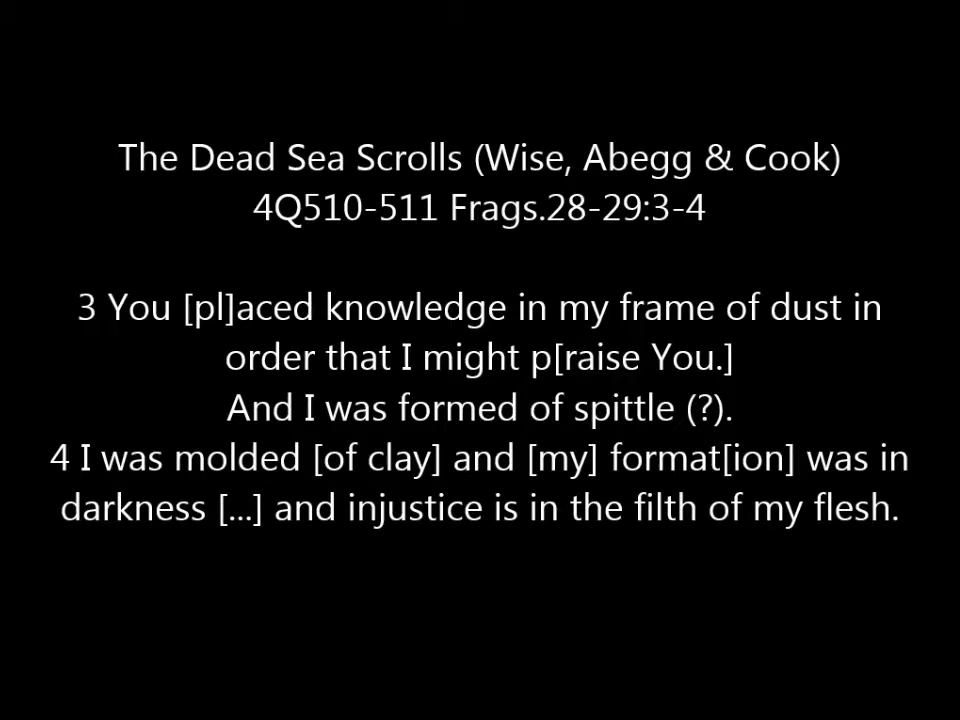 The Dead Sea Scrolls (Wise, Abegg & Cook)
4Q510-511 Frags.28-29:3-4
3 You [pl]aced knowledge in my frame of dust in
order that I might p[raise You.]
And I was formed of spittle (?).
4 I was molded [of clay] and [my] format[ion] was in
darkness [...] and injustice is in the filth of my flesh.